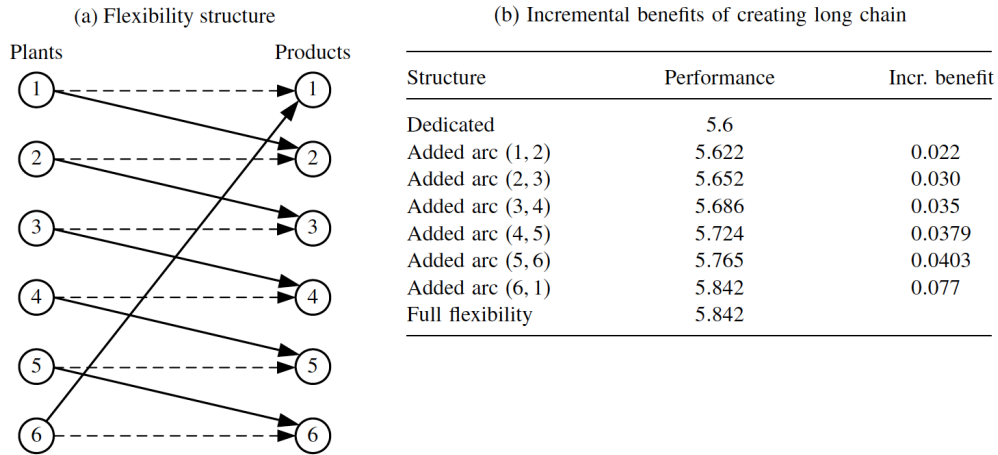 (a) Flexibility structure
Plants Products
1 1
2 2
3 3
4 4
5 5
6 6
(b) Incremental benefits of creating long chain
Structure Performance Incr. benefit
Dedicated 5.6
Added arc (1, 2) 5.622 0.022
Added arc (2, 3) 5.652 0.030
Added arc (3, 4) 5.686 0.035
Added arc (4, 5) 5.724 0.0379
Added arc (5, 6) 5.765 0.0403
Added arc (6, 1) 5.842 0.077
Full flexibility 5.842